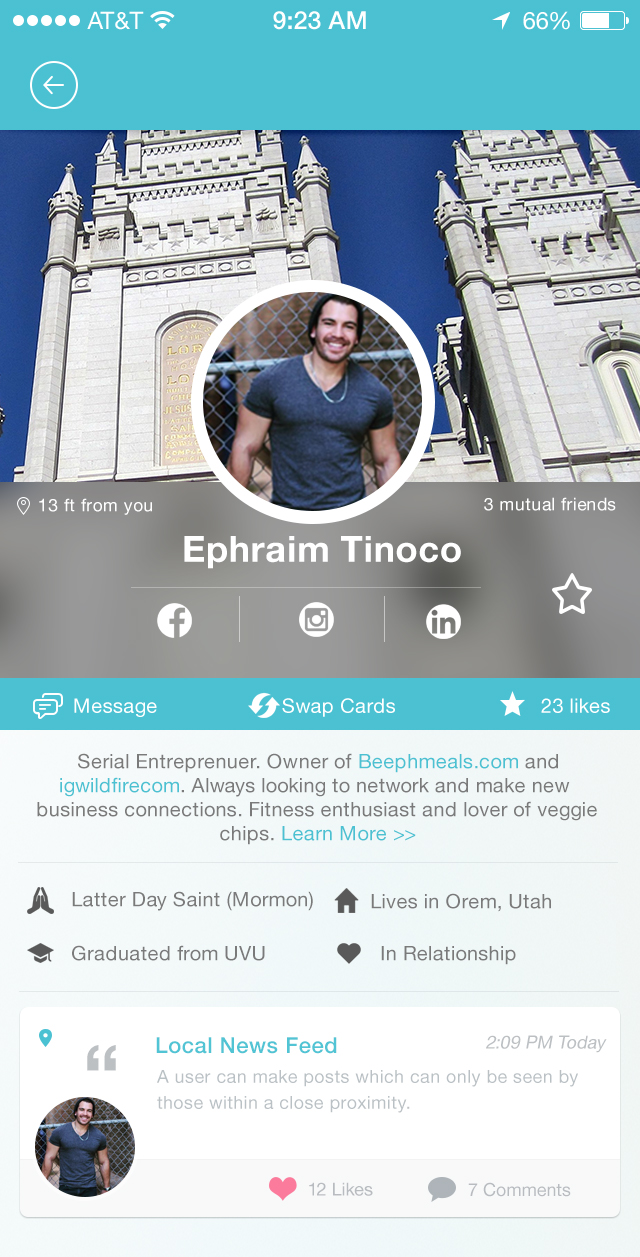 AT&T 9:23 AM 66%
13 ft from you 3 mutual friends
Ephraim Tinoco
Message Swap Cards 23 likes
Serial Entreprenuer. Owner of Beephmeals.com and
igwildfirecom. Always looking to network and make new
business connections. Fitness enthusiast and lover of veggie
chips. Learn More >>
Latter Day Saint (Mormon) Lives in Orem, Utah
Graduated from UVU In Relationship
Local News Feed 2:09 PM Today
A user can make posts which can only be seen by
those within a close proximity.
12 Likes 7 Comments